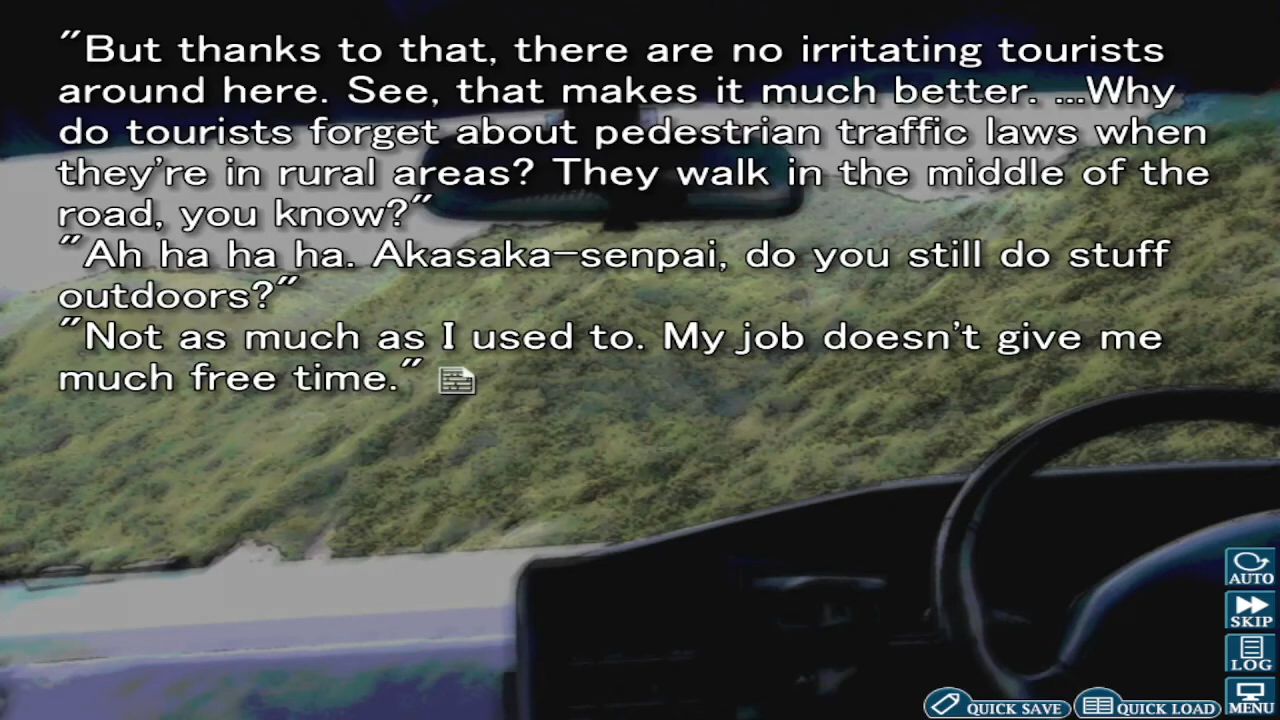 "But thanks to that, there are no irritating tourists
around here. See, that makes it much better. ...Why
do tourists forget about pedestrian traffic laws when
they're in rural areas? They walk in the middle of the
road, you know?"
"Ah ha ha ha. Akasaka-senpai, do you still do stuff
outdoors?"
"Not as much as I used to. My job doesn't give me
much free time."
AUTO
SKIP
LOG
QUICK SAVE QUICK LOAD MENU